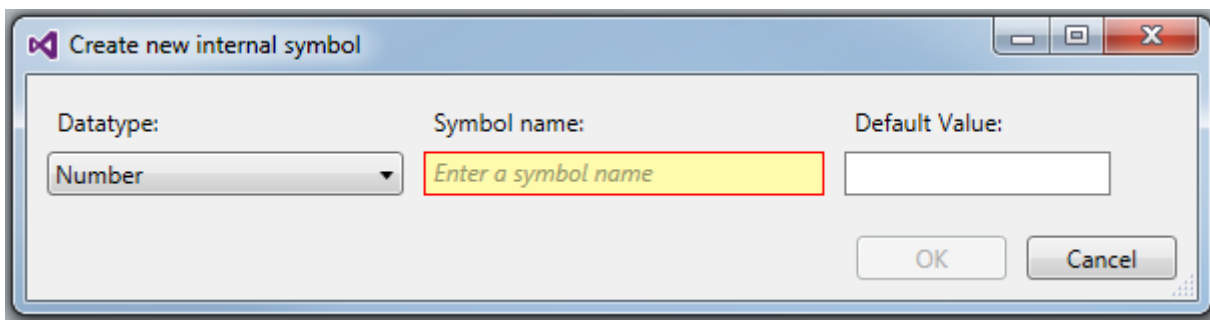 Create new internal symbol
Datatype: Symbol name: Default Value:
Number Enter a symbol name
OK Cancel